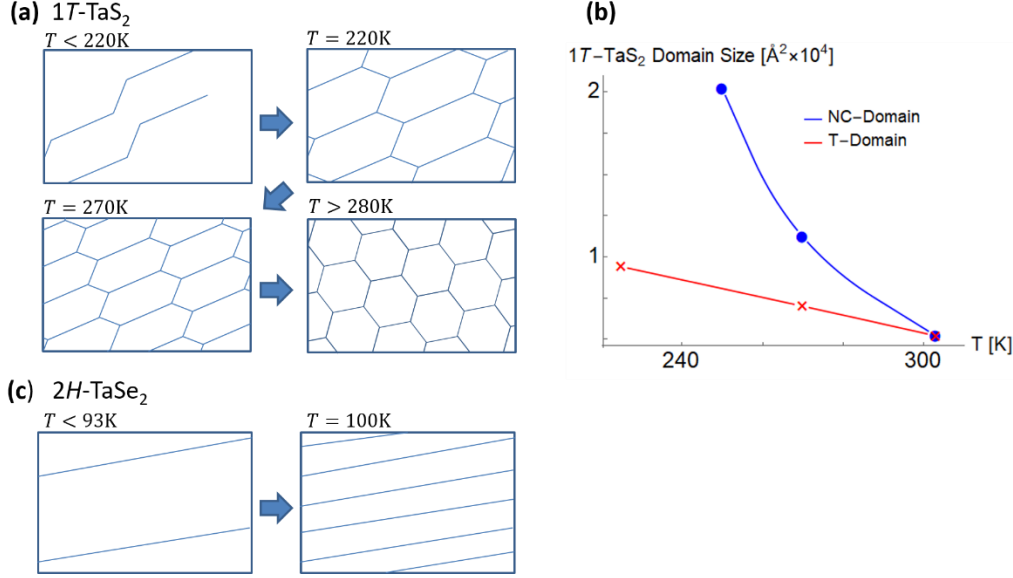 (a) 1T-TaS₂
T < 220K
T = 220K
T = 270K
T > 280K
(b)
1T-TaS₂ Domain Size [Å²×10⁴]
2
1
NC-Domain
T-Domain
240
300
T [K]
(c) 2H-TaSe₂
T < 93K
T = 100K